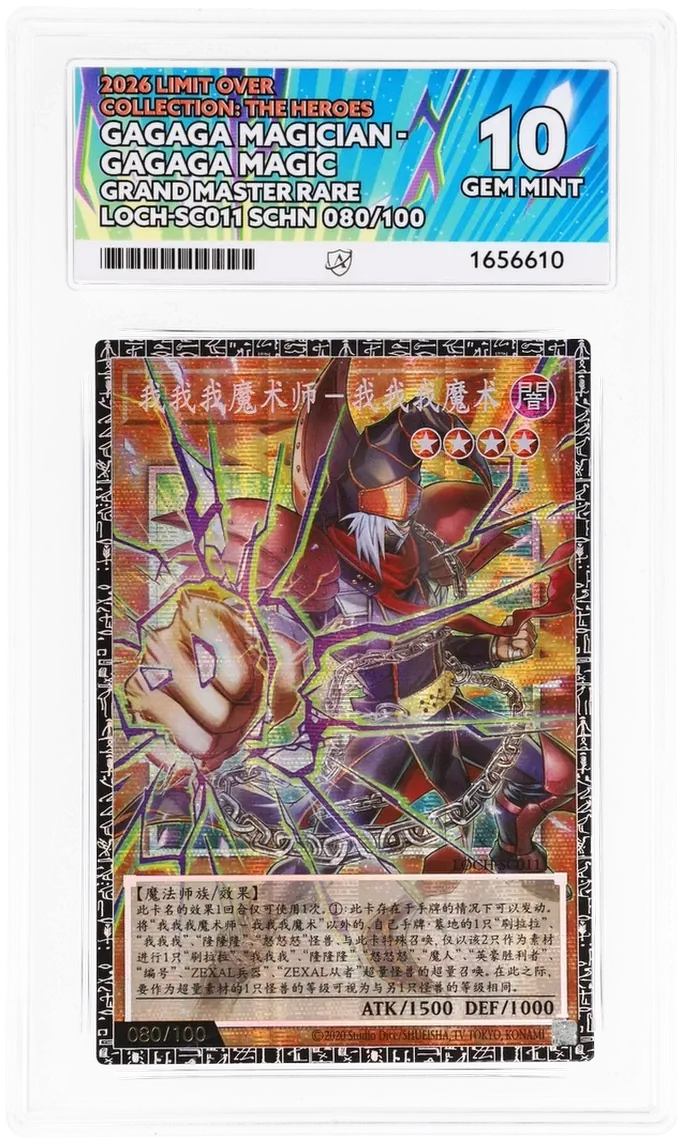 2026 LIMIT OVER
COLLECTION: THE HEROES
GAGAGA MAGICIAN -
GAGAGA MAGIC
GRAND MASTER RARE
LOCH-SC011 SCHN 080/100
10
GEM MINT
1656610
我我我魔术师－我我我魔术 闇
LOCH-SC011
【魔法师族/效果】
此卡名的效果1回合仅可使用1次。①:此卡存在于手牌的情况下可以发动。
将“我我我魔术师－我我我魔术”以外的,自己手牌·墓地的1只“刷拉拉”、
“我我我”、“隆隆隆”、“怒怒怒”怪兽,与此卡特殊召唤,仅以该2只作为素材
进行1只“刷拉拉”、“我我我”、“隆隆隆”、“怒怒怒”、“魔人”、“英豪胜利者”、
“编号”、“ZEXAL兵器”、“ZEXAL从者”超量怪兽的超量召唤。在此之际,
要作为超量素材的1只怪兽的等级可视为与另1只怪兽的等级相同。
ATK/1500 DEF/1000
080/100
©2020 Studio Dice/SHUEISHA, TV TOKYO, KONAMI